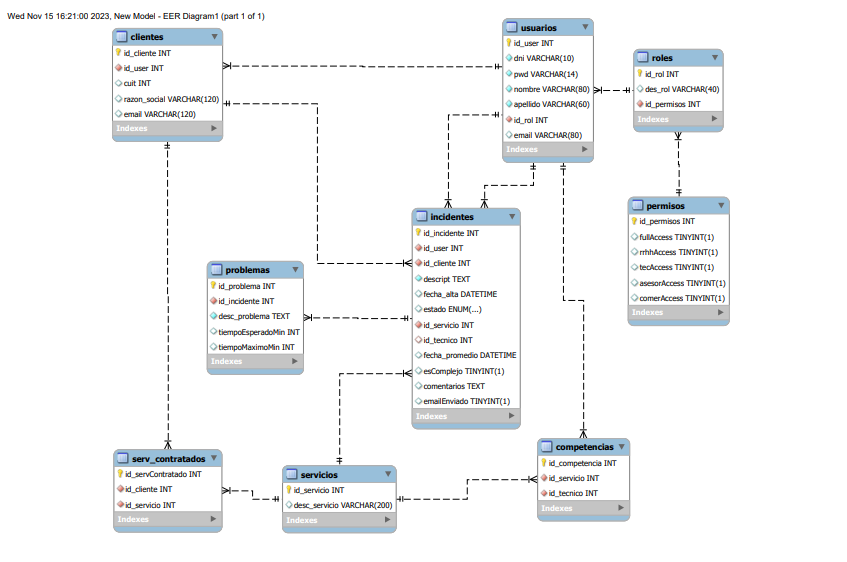 Wed Nov 15 16:21:00 2023, New Model - EER Diagram1 (part 1 of 1)
clientes
id_cliente INT
id_user INT
cuit INT
razon_social VARCHAR(120)
email VARCHAR(120)
Indexes
usuarios
id_user INT
dni VARCHAR(10)
pwd VARCHAR(14)
nombre VARCHAR(80)
apellido VARCHAR(60)
id_rol INT
email VARCHAR(80)
Indexes
roles
id_rol INT
des_rol VARCHAR(40)
id_permisos INT
Indexes
permisos
id_permisos INT
fullAccess TINYINT(1)
rrhhAccess TINYINT(1)
tecAccess TINYINT(1)
asesorAccess TINYINT(1)
comerAccess TINYINT(1)
Indexes
incidentes
id_incidente INT
id_user INT
id_cliente INT
descript TEXT
fecha_alta DATETIME
estado ENUM(...)
id_servicio INT
id_tecnico INT
fecha_promedio DATETIME
esComplejo TINYINT(1)
comentarios TEXT
emailEnviado TINYINT(1)
Indexes
problemas
id_problema INT
id_incidente INT
desc_problema TEXT
tiempoEsperadoMin INT
tiempoMaximoMin INT
Indexes
serv_contratados
id_servContratado INT
id_cliente INT
id_servicio INT
Indexes
servicios
id_servicio INT
desc_servicio VARCHAR(200)
Indexes
competencias
id_competencia INT
id_servicio INT
id_tecnico INT
Indexes